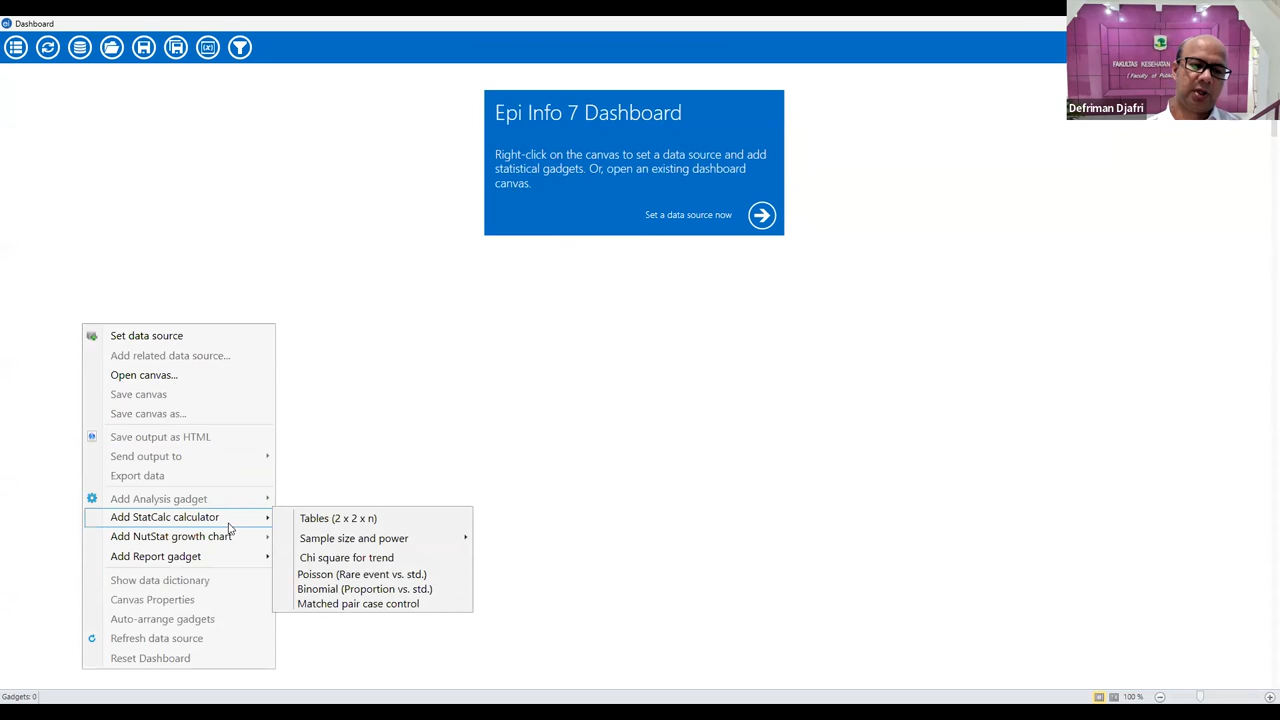 Dashboard
Epi Info 7 Dashboard
Right-click on the canvas to set a data source and add
statistical gadgets. Or, open an existing dashboard
canvas.
Set a data source now
FAKULTAS KESEHATAN
Defriman Djafri
Set data source
Add related data source...
Open canvas...
Save canvas
Save canvas as...
Save output as HTML
Send output to
Export data
Add Analysis gadget
Add StatCalc calculator
Add NutStat growth chart
Add Report gadget
Show data dictionary
Canvas Properties
Auto-arrange gadgets
Refresh data source
Reset Dashboard
Tables (2 x 2 x n)
Sample size and power
Chi square for trend
Poisson (Rare event vs. std.)
Binomial (Proportion vs. std.)
Matched pair case control
Gadgets: 0
100 %